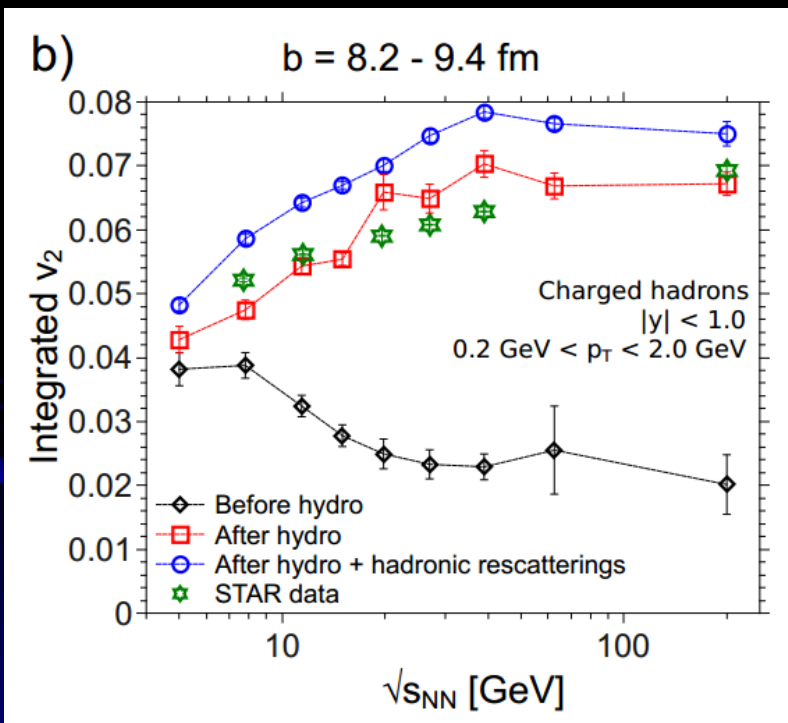 b)
b = 8.2 - 9.4 fm
0.08
0.07
0.06
0.05
0.04
0.03
0.02
0.01
0
Integrated v₂
Charged hadrons
|y| < 1.0
0.2 GeV < p_T < 2.0 GeV
Before hydro
After hydro
After hydro + hadronic rescatterings
STAR data
10
100
√s_NN [GeV]